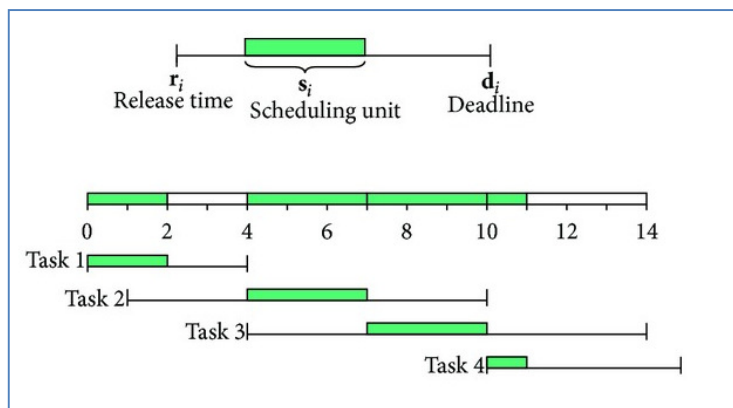 r_i
s_i
d_i
Release time
Scheduling unit
Deadline
0 2 4 6 8 10 12 14
Task 1
Task 2
Task 3
Task 4